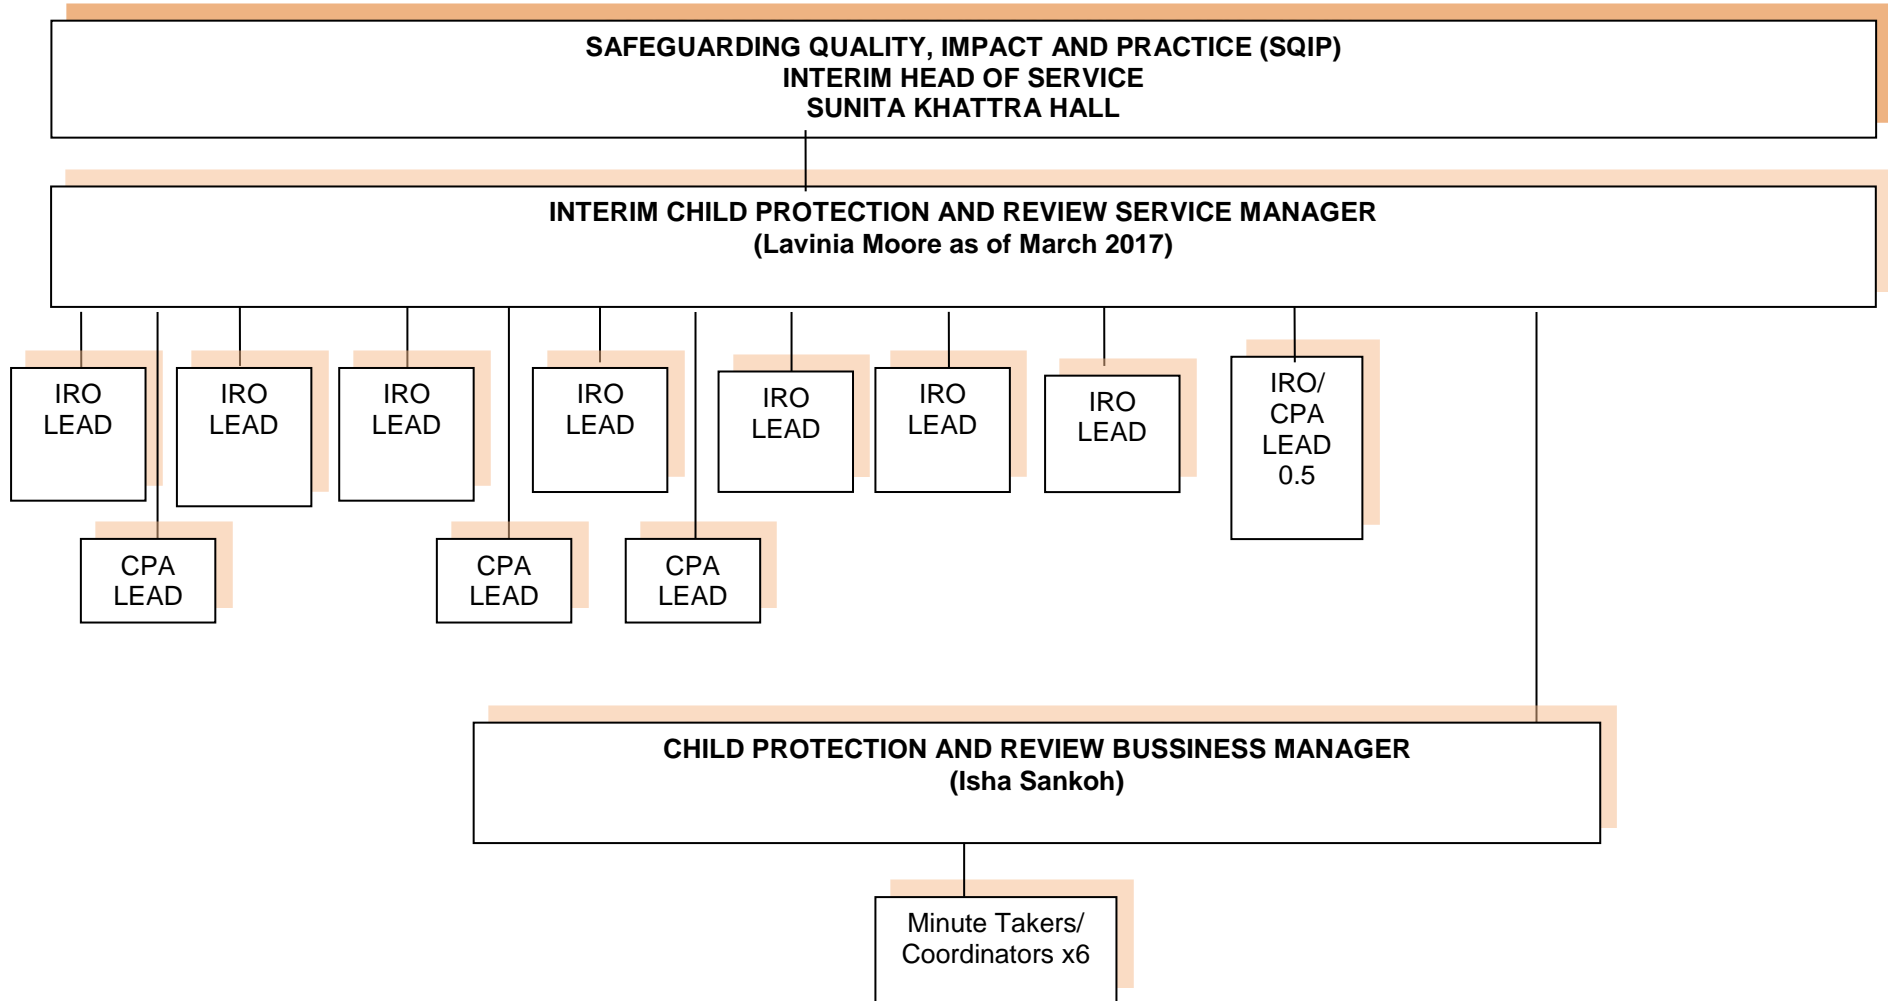 SAFEGUARDING QUALITY, IMPACT AND PRACTICE (SQIP)
INTERIM HEAD OF SERVICE
SUNITA KHATTRA HALL
INTERIM CHILD PROTECTION AND REVIEW SERVICE MANAGER
(Lavinia Moore as of March 2017)
IRO
LEAD
IRO
LEAD
IRO
LEAD
IRO
LEAD
IRO
LEAD
IRO
LEAD
IRO
LEAD
IRO/
CPA
LEAD
0.5
CPA
LEAD
CPA
LEAD
CPA
LEAD
CHILD PROTECTION AND REVIEW BUSSINESS MANAGER
(Isha Sankoh)
Minute Takers/
Coordinators x6